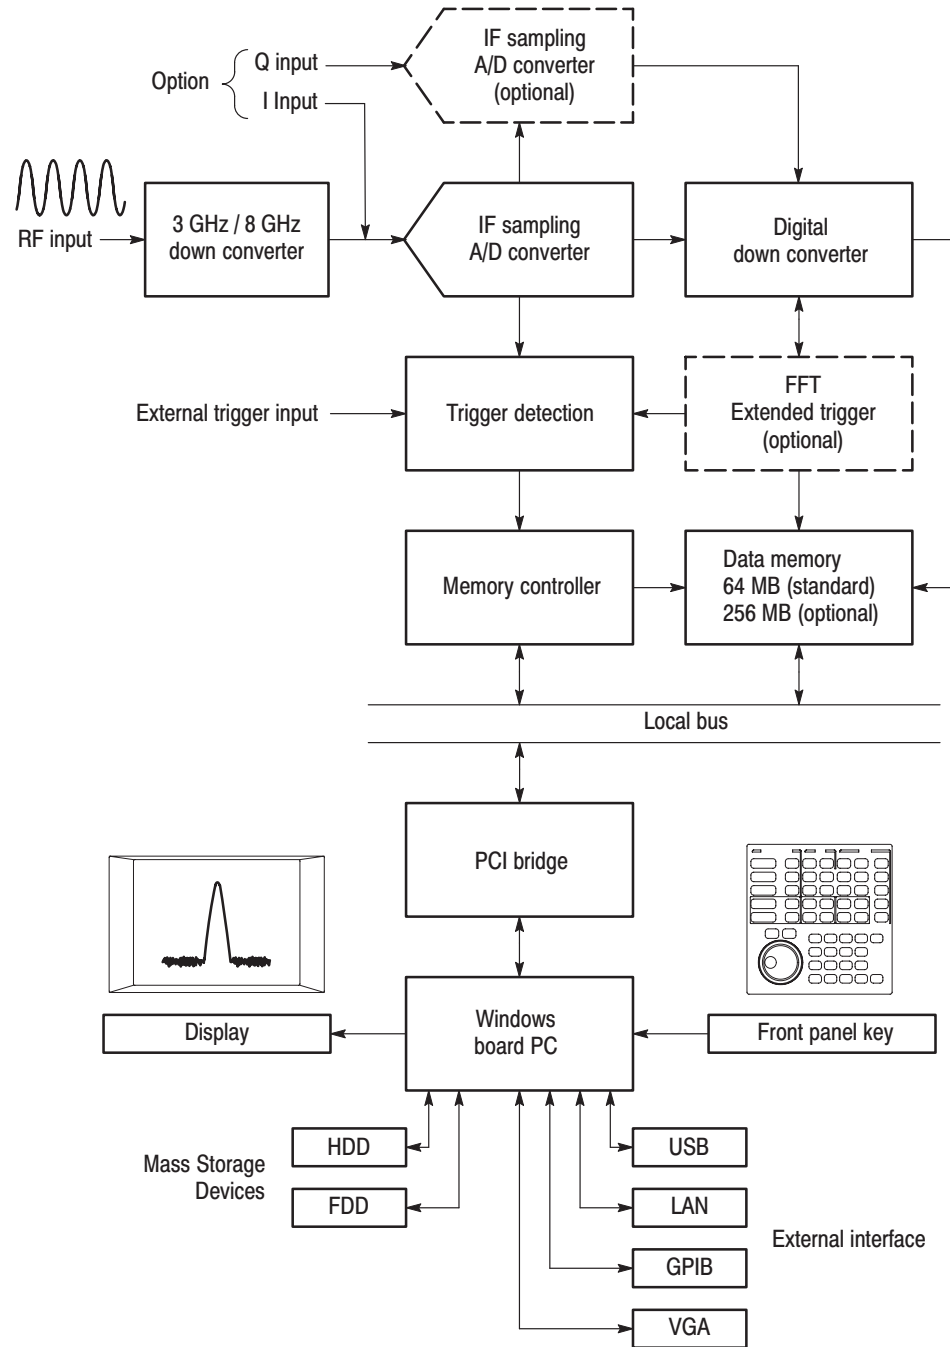 Option
Q input
I Input
IF sampling
A/D converter
(optional)
RF input
3 GHz / 8 GHz
down converter
IF sampling
A/D converter
Digital
down converter
External trigger input
Trigger detection
FFT
Extended trigger
(optional)
Memory controller
Data memory
64 MB (standard)
256 MB (optional)
Local bus
PCI bridge
Display
Windows
board PC
Front panel key
Mass Storage
Devices
HDD
FDD
USB
LAN
GPIB
VGA
External interface